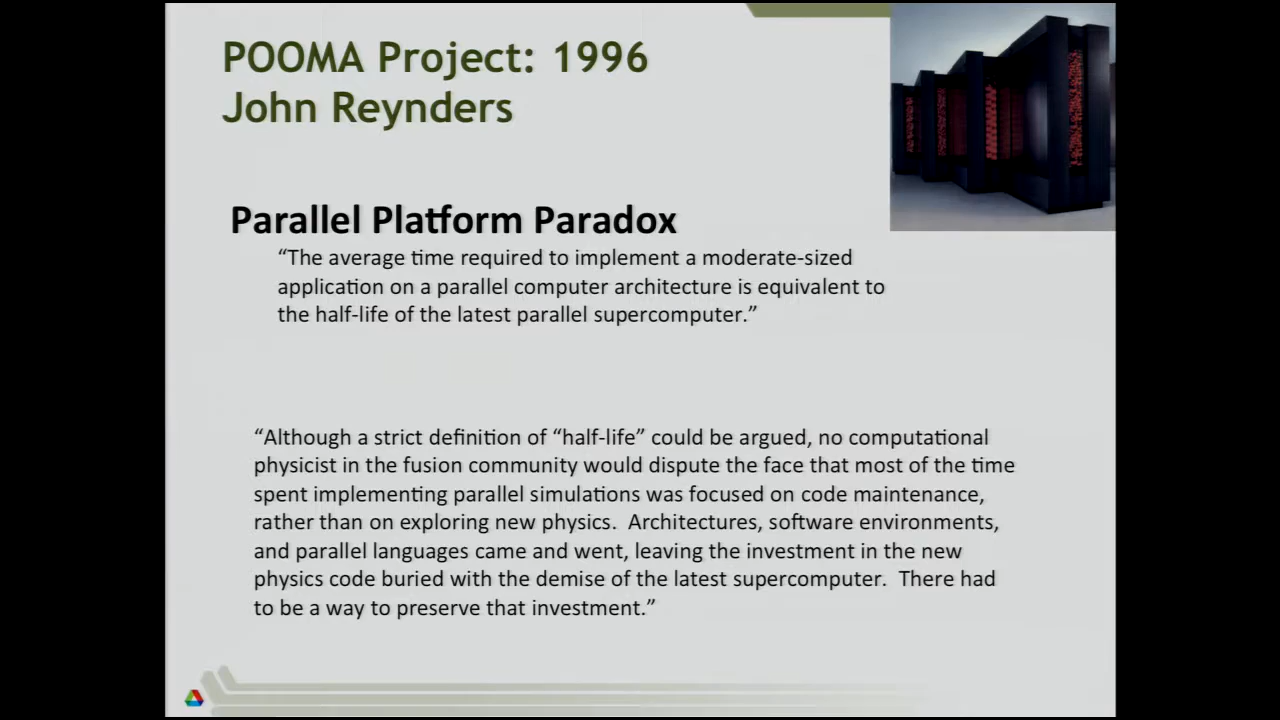 POOMA Project: 1996
John Reynders
Parallel Platform Paradox
“The average time required to implement a moderate-sized
application on a parallel computer architecture is equivalent to
the half-life of the latest parallel supercomputer.”
“Although a strict definition of “half-life” could be argued, no computational
physicist in the fusion community would dispute the face that most of the time
spent implementing parallel simulations was focused on code maintenance,
rather than on exploring new physics.  Architectures, software environments,
and parallel languages came and went, leaving the investment in the new
physics code buried with the demise of the latest supercomputer.  There had
to be a way to preserve that investment.”